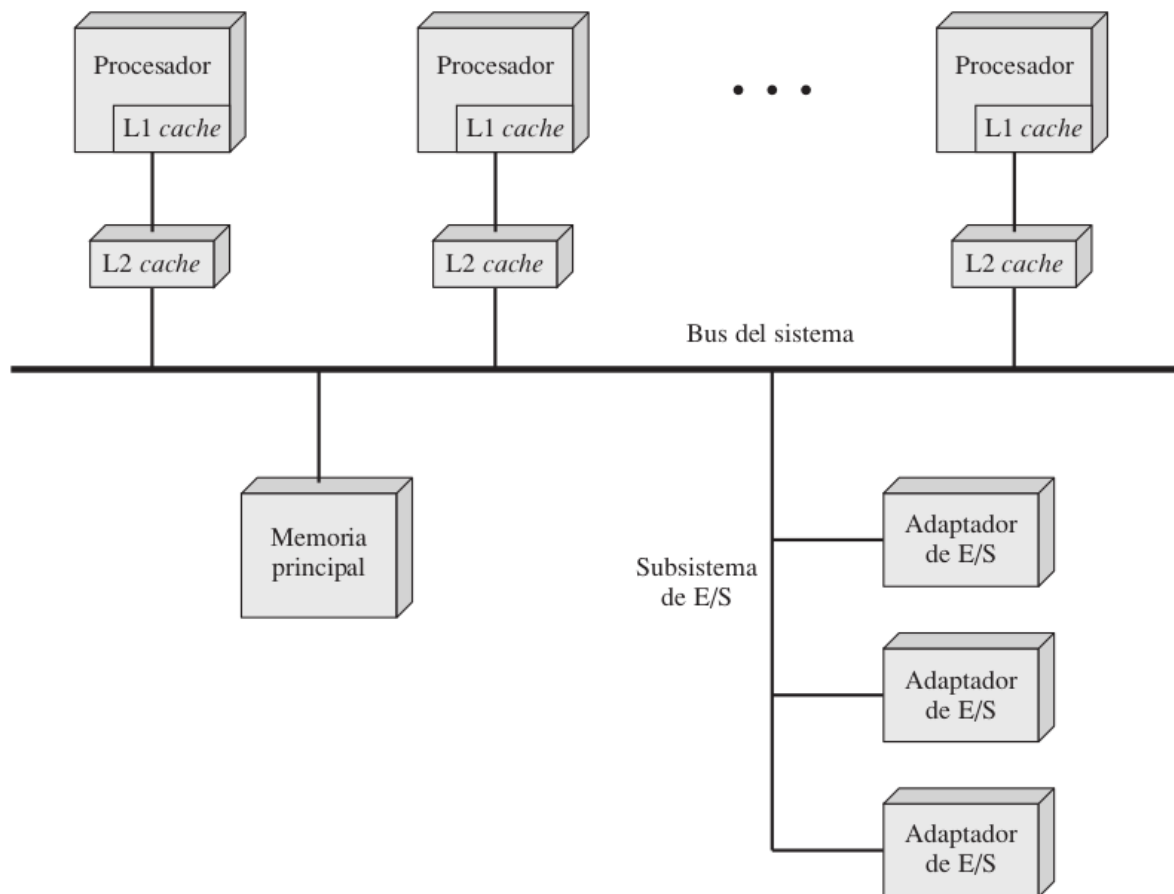 Procesador
L1 cache
Procesador
L1 cache
Procesador
L1 cache
L2 cache
L2 cache
L2 cache
Bus del sistema
Memoria
principal
Subsistema
de E/S
Adaptador
de E/S
Adaptador
de E/S
Adaptador
de E/S